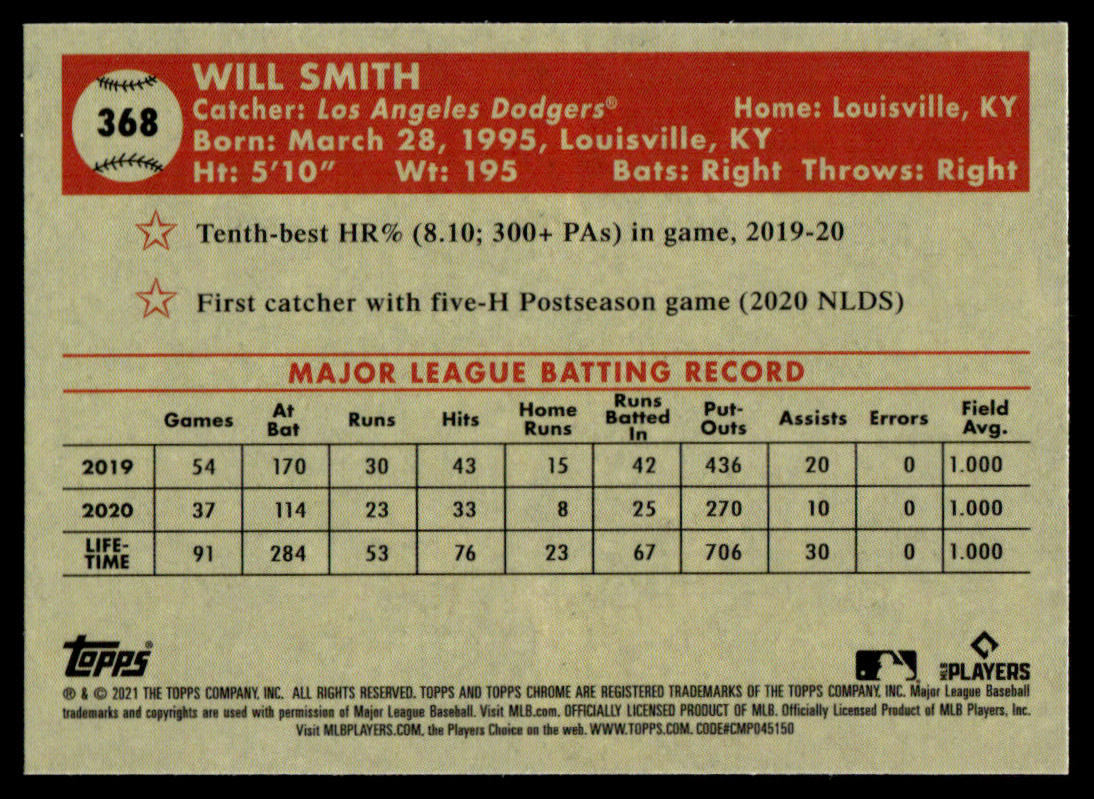 368
WILL SMITH
Catcher: Los Angeles Dodgers® Home: Louisville, KY
Born: March 28, 1995, Louisville, KY
Ht: 5'10" Wt: 195 Bats: Right Throws: Right
Tenth-best HR% (8.10; 300+ PAs) in game, 2019-20
First catcher with five-H Postseason game (2020 NLDS)
MAJOR LEAGUE BATTING RECORD
Games At Bat Runs Hits Home Runs Runs Batted In Put-Outs Assists Errors Field Avg.
2019 54 170 30 43 15 42 436 20 0 1.000
2020 37 114 23 33 8 25 270 10 0 1.000
LIFE-TIME 91 284 53 76 23 67 706 30 0 1.000
Topps®
MLB PLAYERS
® & © 2021 THE TOPPS COMPANY, INC. ALL RIGHTS RESERVED. TOPPS AND TOPPS CHROME ARE REGISTERED TRADEMARKS OF THE TOPPS COMPANY, INC. Major League Baseball
trademarks and copyrights are used with permission of Major League Baseball. Visit MLB.com. OFFICIALLY LICENSED PRODUCT OF MLB. Officially Licensed Product of MLB Players, Inc.
Visit MLBPLAYERS.COM, the Players Choice on the web. WWW.TOPPS.COM. CODE#CMP045150